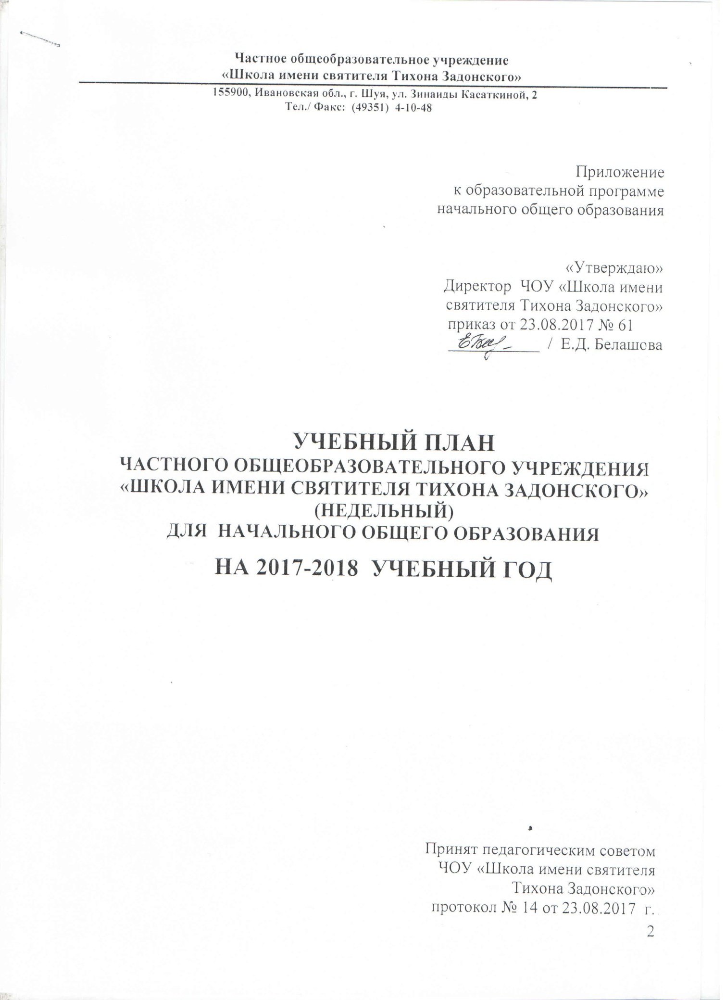 Частное общеобразовательное учреждение
«Школа имени святителя Тихона Задонского»
155900, Ивановская обл., г. Шуя, ул. Зинаиды Касаткиной, 2
Тел./ Факс: (49351) 4-10-48
Приложение
к образовательной программе
начального общего образования
«Утверждаю»
Директор ЧОУ «Школа имени
святителя Тихона Задонского»
приказ от 23.08.2017 № 61
/ Е.Д. Белашова
УЧЕБНЫЙ ПЛАН
ЧАСТНОГО ОБЩЕОБРАЗОВАТЕЛЬНОГО УЧРЕЖДЕНИЯ
«ШКОЛА ИМЕНИ СВЯТИТЕЛЯ ТИХОНА ЗАДОНСКОГО»
(НЕДЕЛЬНЫЙ)
ДЛЯ НАЧАЛЬНОГО ОБЩЕГО ОБРАЗОВАНИЯ
НА 2017-2018 УЧЕБНЫЙ ГОД
Принят педагогическим советом
ЧОУ «Школа имени святителя
Тихона Задонского»
протокол № 14 от 23.08.2017 г.
2